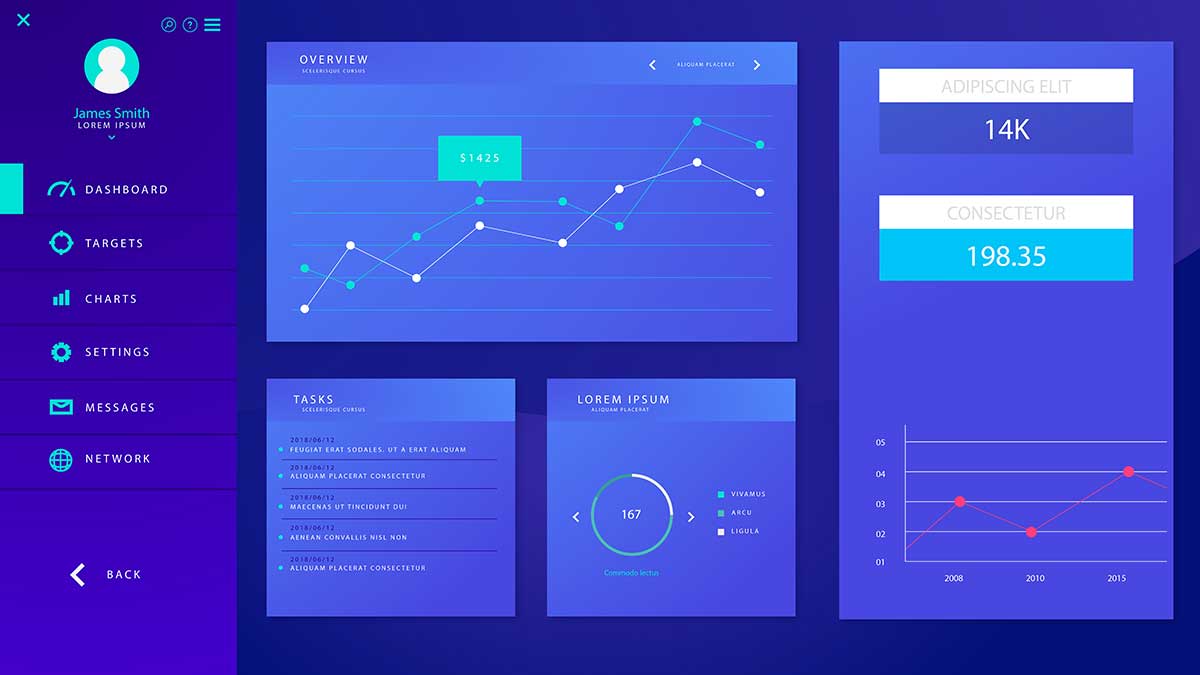 ?
James Smith
LOREM IPSUM
DASHBOARD
TARGETS
CHARTS
SETTINGS
MESSAGES
NETWORK
BACK
OVERVIEW
SCELERISQUE CURSUS
ALIQUAM PLACERAT
$1425
TASKS
SCELERISQUE CURSUS
2018/06/12
FEUGIAT ERAT SODALES. UT A ERAT ALIQUAM
2018/06/12
ALIQUAM PLACERAT CONSECTETUR
2018/06/12
MAECENAS UT TINCIDUNT DUI
2018/06/12
AENEAN CONVALLIS NISL NON
2018/06/12
ALIQUAM PLACERAT CONSECTETUR
LOREM IPSUM
ALIQUAM PLACERAT
167
Commodo lectus
VIVAMUS
ARCU
LIGULA
ADIPISCING ELIT
14K
CONSECTETUR
198.35
05
04
03
02
01
2008 2010 2015